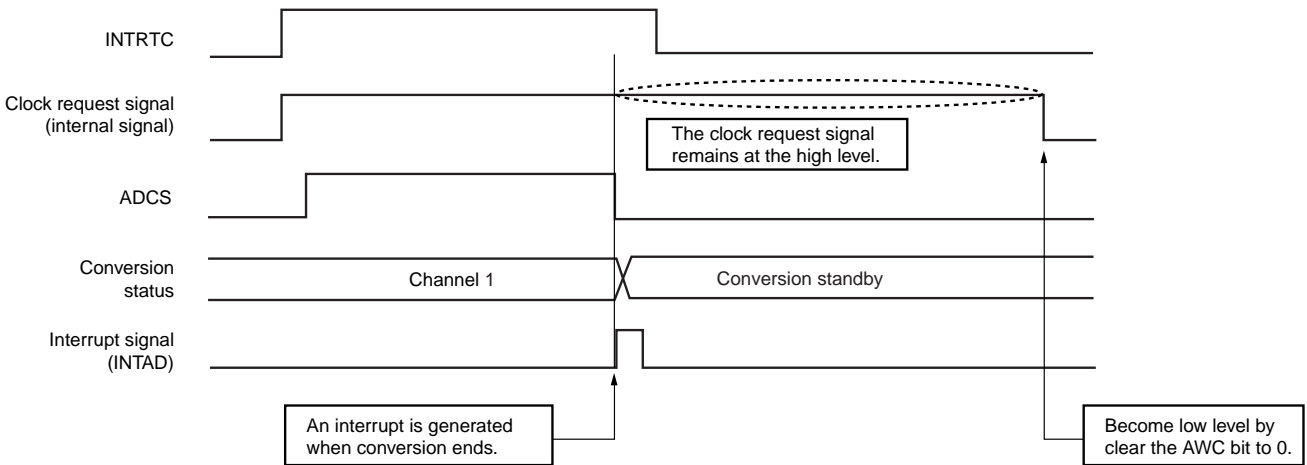 INTRTC
Clock request signal
(internal signal)
The clock request signal
remains at the high level.
ADCS
Conversion
status
Channel 1
Conversion standby
Interrupt signal
(INTAD)
An interrupt is generated
when conversion ends.
Become low level by
clear the AWC bit to 0.